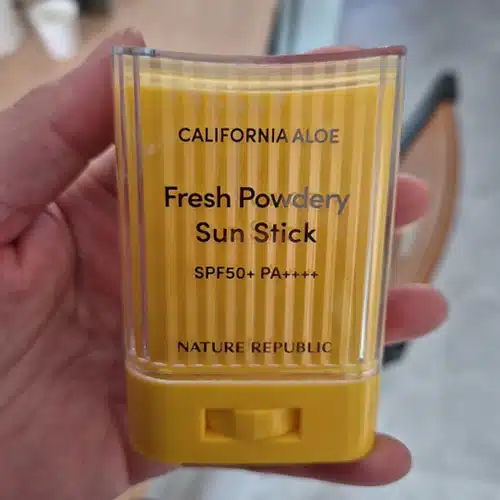 CALIFORNIA ALOE
Fresh Powdery
Sun Stick
SPF50+ PA++++
NATURE REPUBLIC